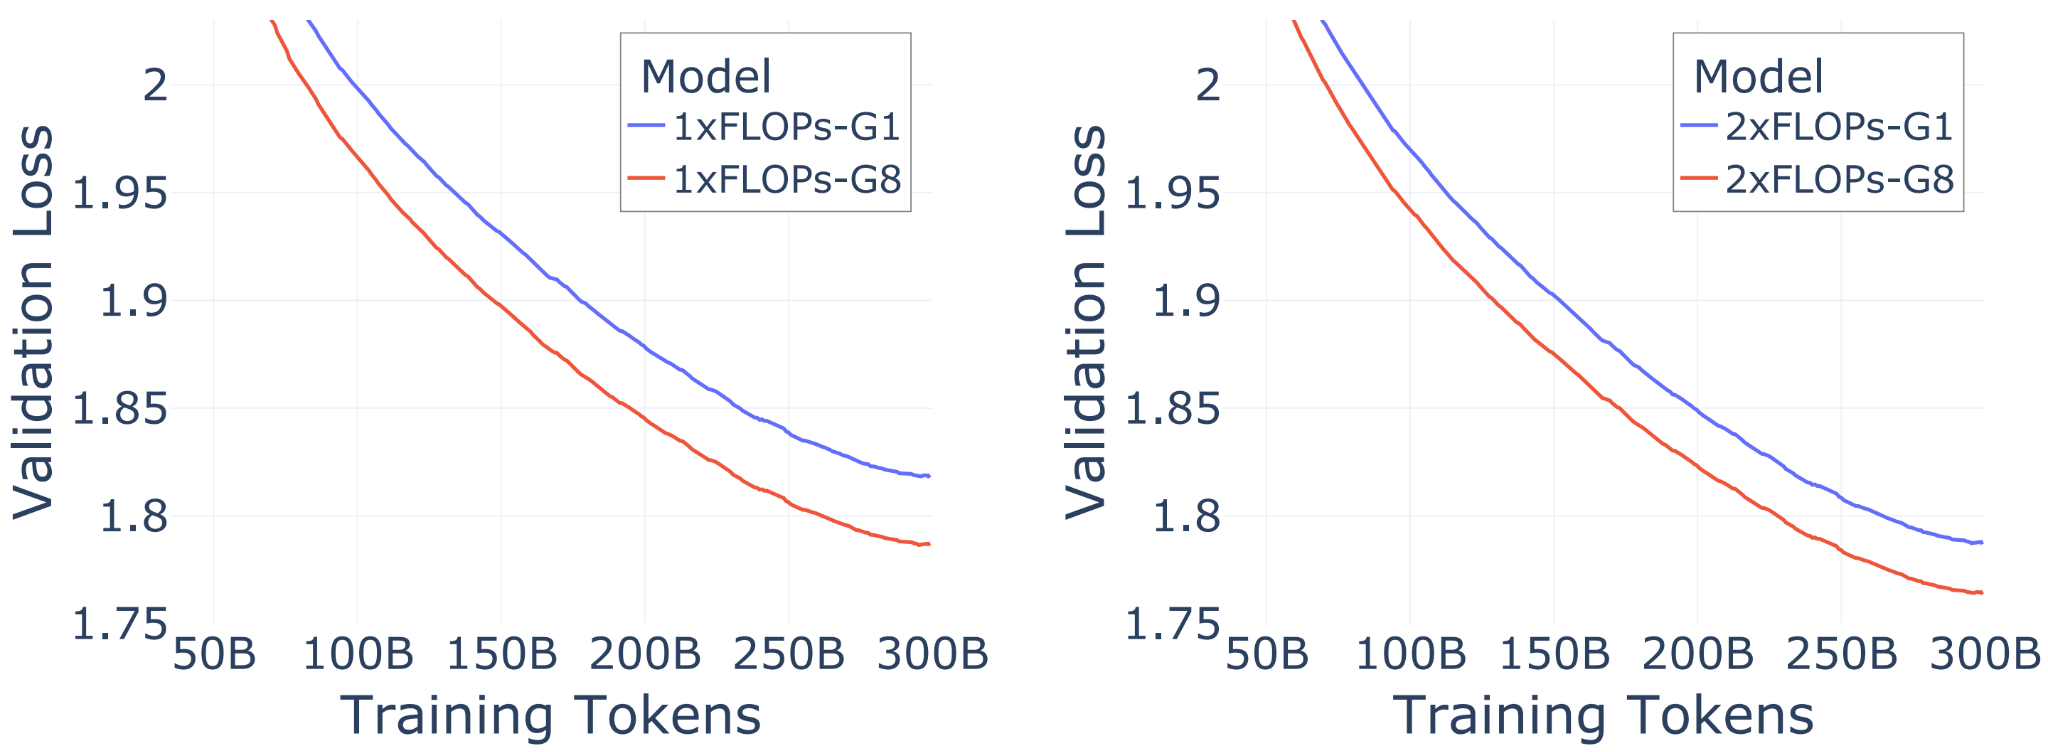 Validation Loss
2
1.95
1.9
1.85
1.8
1.75
50B 100B 150B 200B 250B 300B
Training Tokens
Model
1xFLOPs-G1
1xFLOPs-G8
Validation Loss
2
1.95
1.9
1.85
1.8
1.75
50B 100B 150B 200B 250B 300B
Training Tokens
Model
2xFLOPs-G1
2xFLOPs-G8